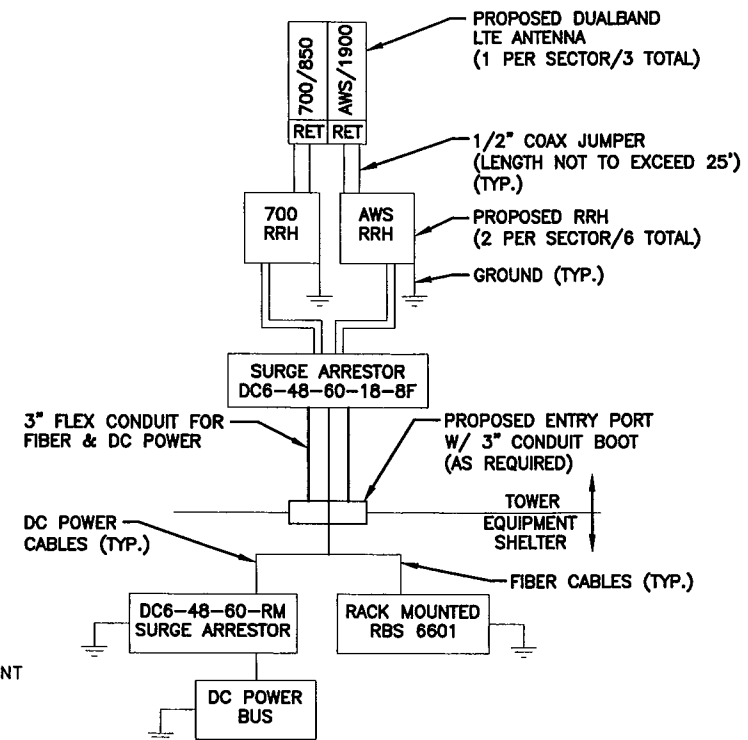 PROPOSED DUALBAND
LTE ANTENNA
(1 PER SECTOR/3 TOTAL)
700/850
AWS/1900
RET
RET
1/2" COAX JUMPER
(LENGTH NOT TO EXCEED 25')
(TYP.)
700
RRH
AWS
RRH
PROPOSED RRH
(2 PER SECTOR/6 TOTAL)
GROUND (TYP.)
SURGE ARRESTOR
DC6-48-60-18-8F
3" FLEX CONDUIT FOR
FIBER & DC POWER
PROPOSED ENTRY PORT
W/ 3" CONDUIT BOOT
(AS REQUIRED)
TOWER
EQUIPMENT
SHELTER
DC POWER
CABLES (TYP.)
FIBER CABLES (TYP.)
DC6-48-60-RM
SURGE ARRESTOR
RACK MOUNTED
RBS 6601
NT
DC POWER
BUS